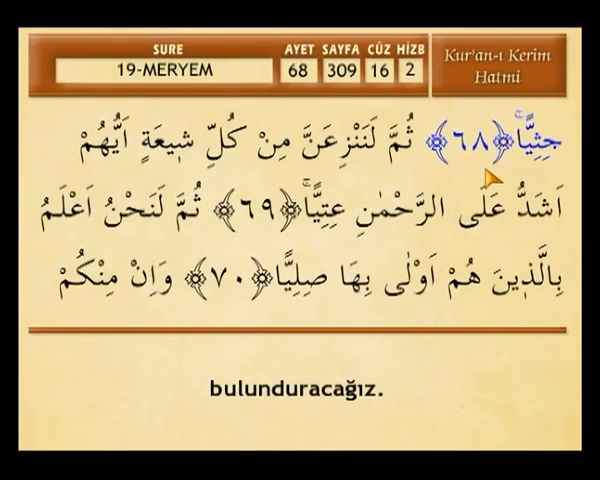 SURE AYET SAYFA CÜZ HİZB
19-MERYEM 68 309 16 2
Kur'an-ı Kerim
Hatmi
جِثِيًّاۚ ﴿٦٨﴾ ثُمَّ لَنَنْزِعَنَّ مِنْ كُلِّ شٖيعَةٍ اَيُّهُمْ
اَشَدُّ عَلَى الرَّحْمٰنِ عِتِيًّاۚ ﴿٦٩﴾ ثُمَّ لَنَحْنُ اَعْلَمُ
بِالَّذٖينَ هُمْ اَوْلٰى بِهَا صِلِيًّا ﴿٧٠﴾ وَاِنْ مِنْكُمْ
bulunduracağız.